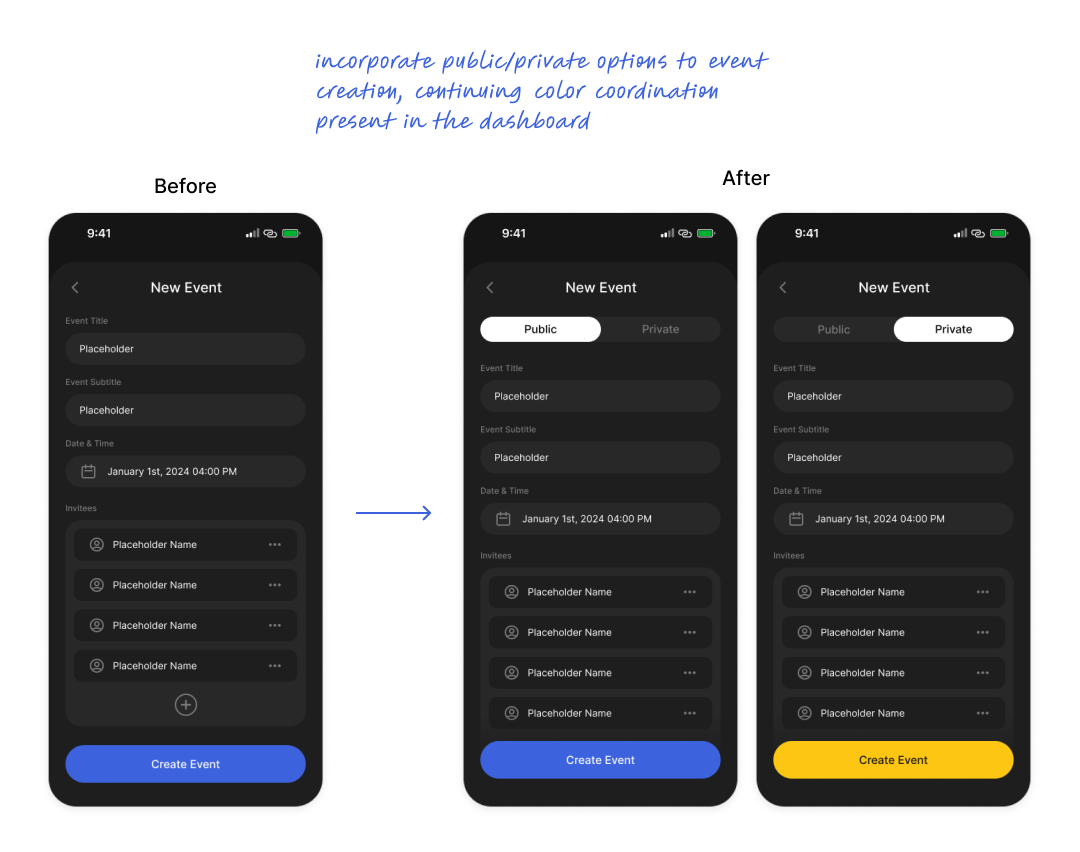 incorporate public/private options to event
creation, continuing color coordination
present in the dashboard
Before
After
9:41
New Event
Event Title
Placeholder
Event Subtitle
Placeholder
Date & Time
January 1st, 2024 04:00 PM
Invitees
Placeholder Name
Placeholder Name
Placeholder Name
Placeholder Name
Create Event
9:41
New Event
Public Private
Event Title
Placeholder
Event Subtitle
Placeholder
Date & Time
January 1st, 2024 04:00 PM
Invitees
Placeholder Name
Placeholder Name
Placeholder Name
Placeholder Name
Create Event
9:41
New Event
Public Private
Event Title
Placeholder
Event Subtitle
Placeholder
Date & Time
January 1st, 2024 04:00 PM
Invitees
Placeholder Name
Placeholder Name
Placeholder Name
Placeholder Name
Create Event